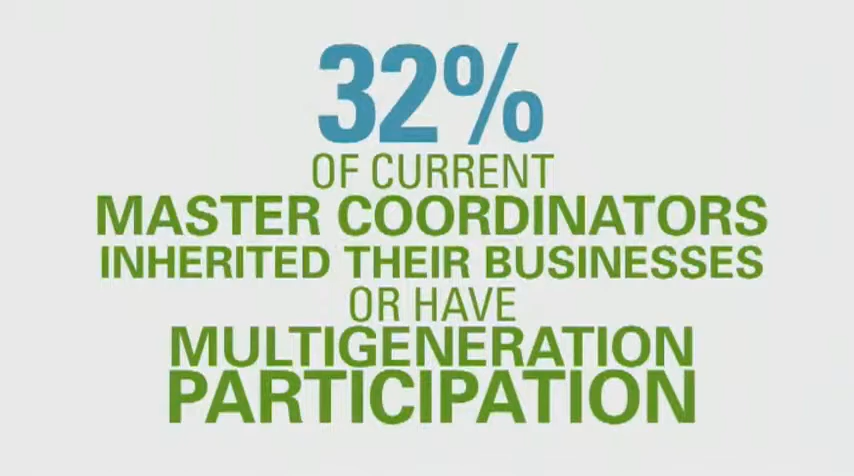 32%
OF CURRENT
MASTER COORDINATORS
INHERITED THEIR BUSINESSES
OR HAVE
MULTIGENERATION
PARTICIPATION